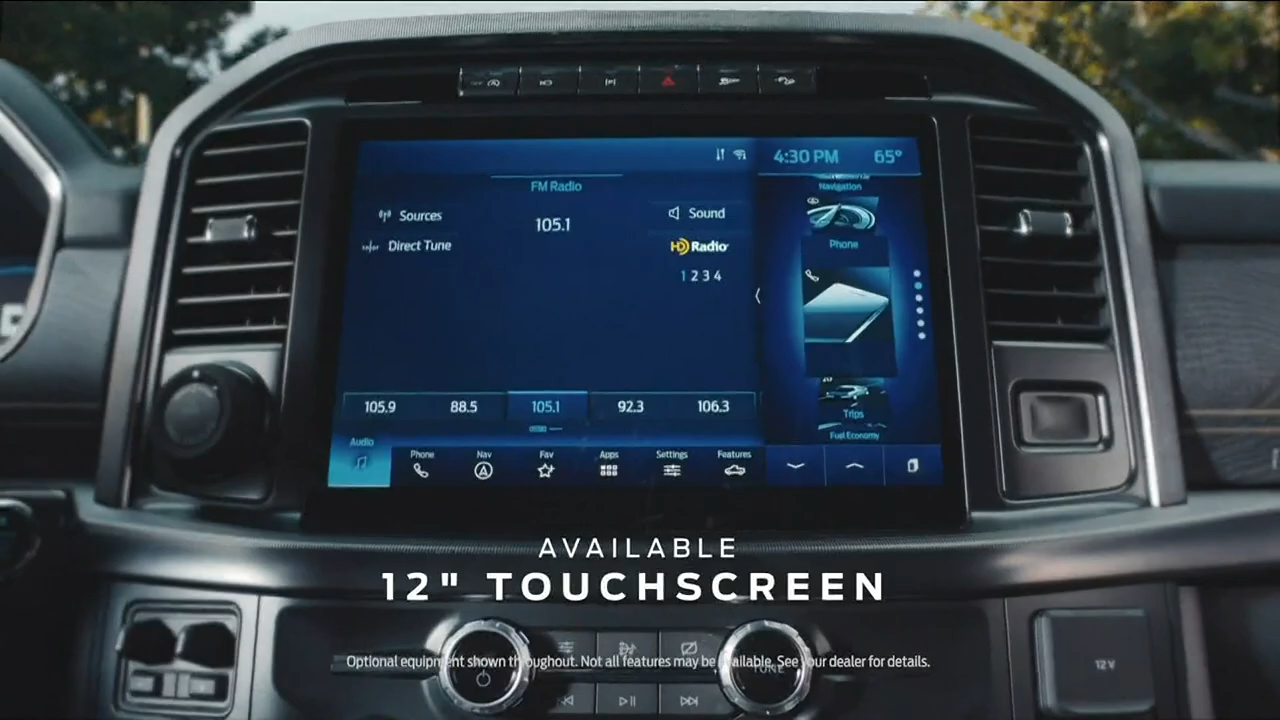 4:30 PM 65°
Navigation
FM Radio
Sources
105.1
Sound
Direct Tune
HD Radio
1 2 3 4
Phone
105.9 88.5 105.1 92.3 106.3
Trips
Fuel Economy
Audio
Phone Nav Fav Apps Settings Features
AVAILABLE
12" TOUCHSCREEN
Optional equipment shown throughout. Not all features may be available. See your dealer for details.
TUNE
12V